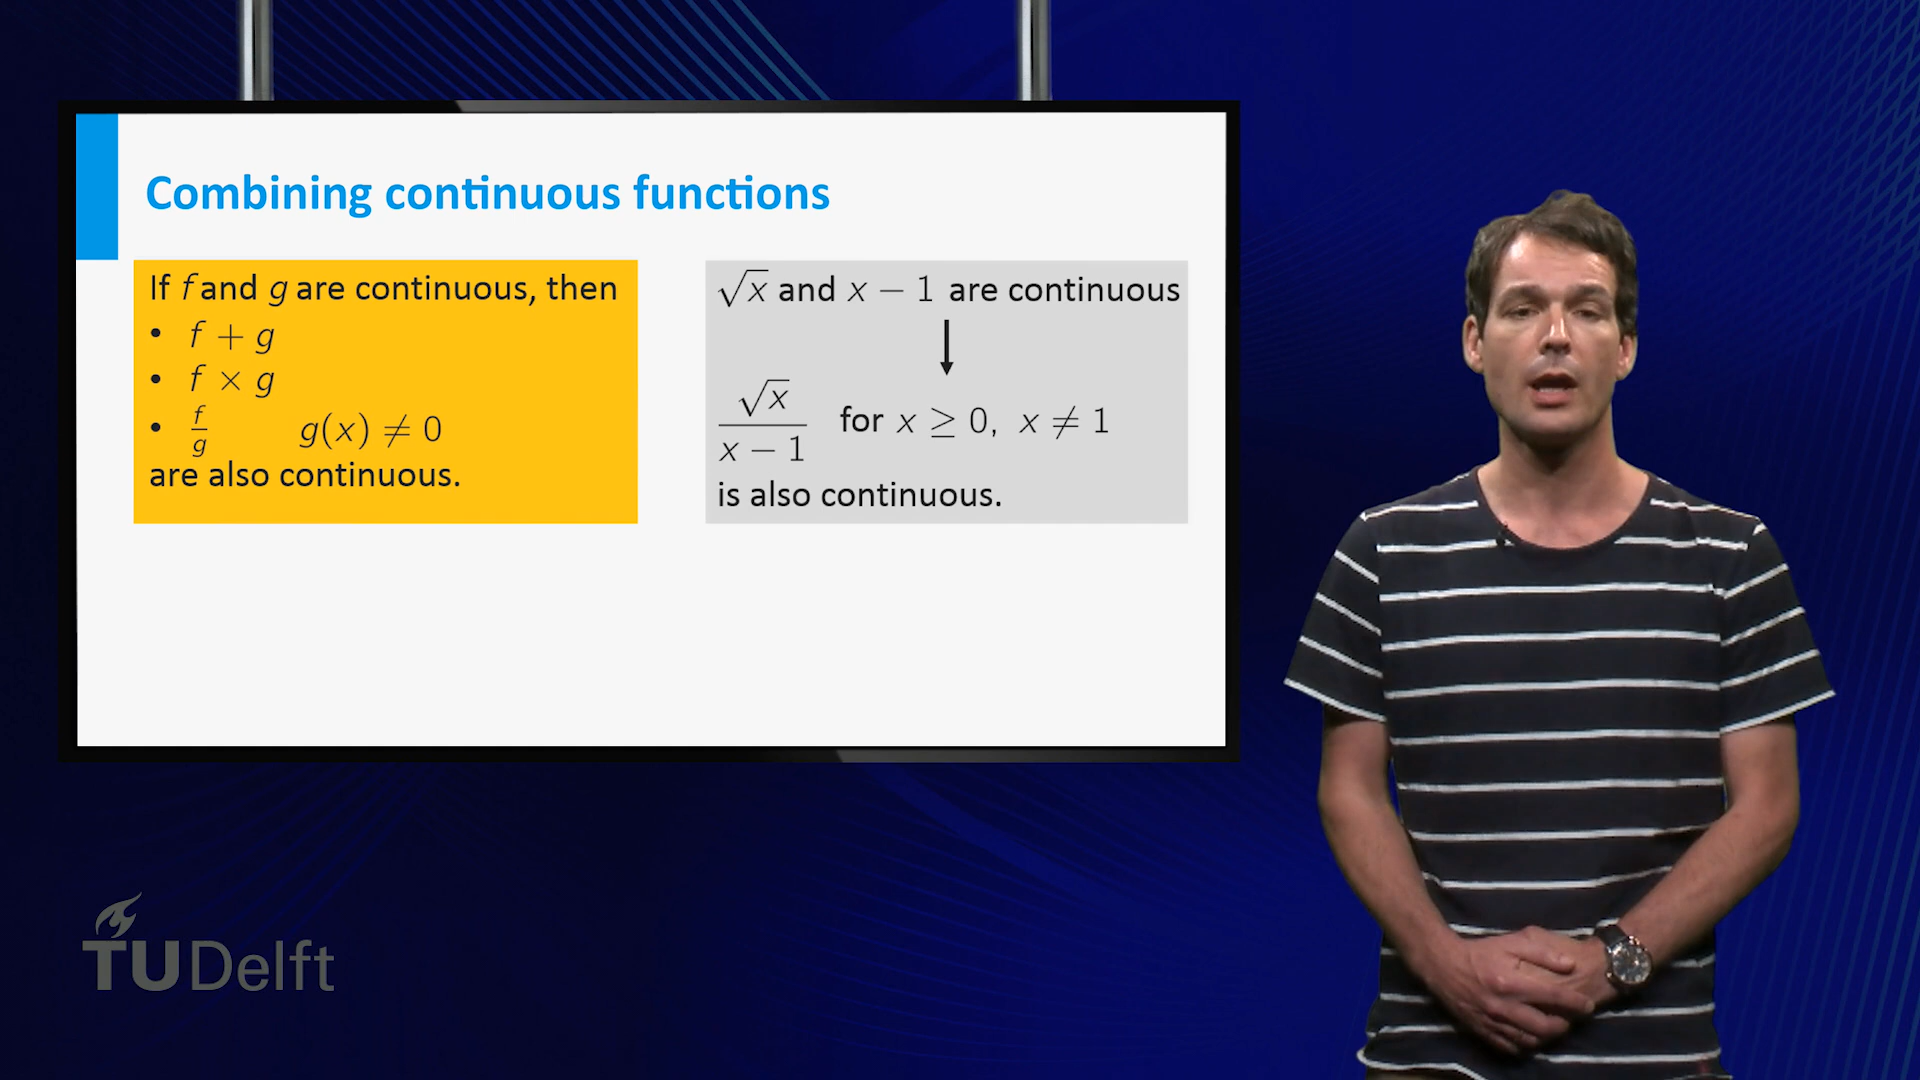 Combining continuous functions
If f and g are continuous, then
• f + g
• f × g
• f/g g(x) ≠ 0
are also continuous.
√x and x − 1 are continuous
↓
√x/(x − 1) for x ≥ 0, x ≠ 1
is also continuous.
TUDelft